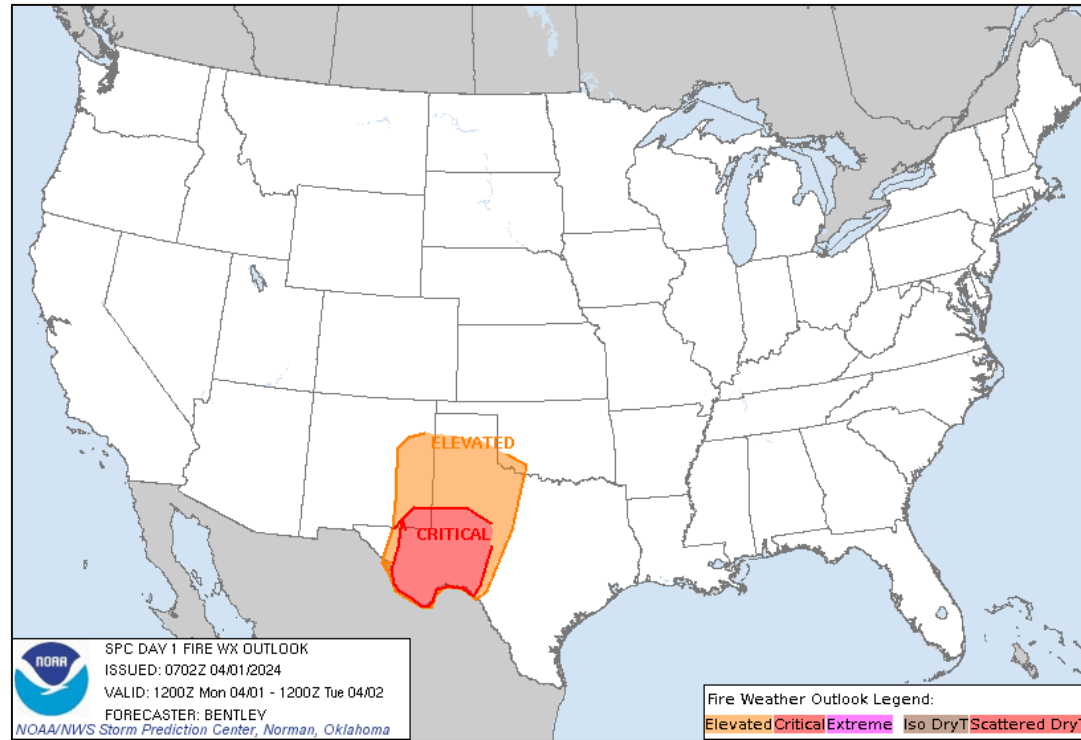 ELEVATED
CRITICAL
NOAA
SPC DAY 1 FIRE WX OUTLOOK
ISSUED: 0702Z 04/01/2024
VALID: 1200Z Mon 04/01 - 1200Z Tue 04/02
FORECASTER: BENTLEY
NOAA/NWS Storm Prediction Center, Norman, Oklahoma
Fire Weather Outlook Legend:
Elevated Critical Extreme Iso DryT Scattered DryT